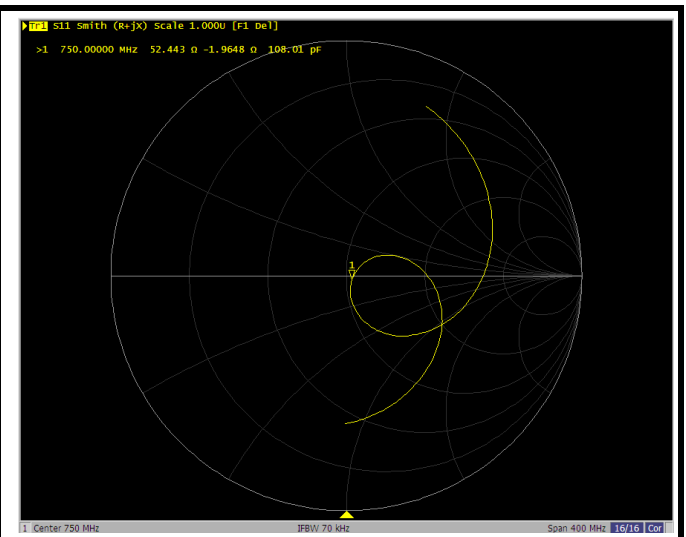 Tr1 S11 Smith (R+jX) Scale 1.000U [F1 Del]
>1 750.00000 MHz 52.443 Ω -1.9648 Ω 108.01 pF
1
1 Center 750 MHz IFBW 70 kHz Span 400 MHz 16/16 Cor